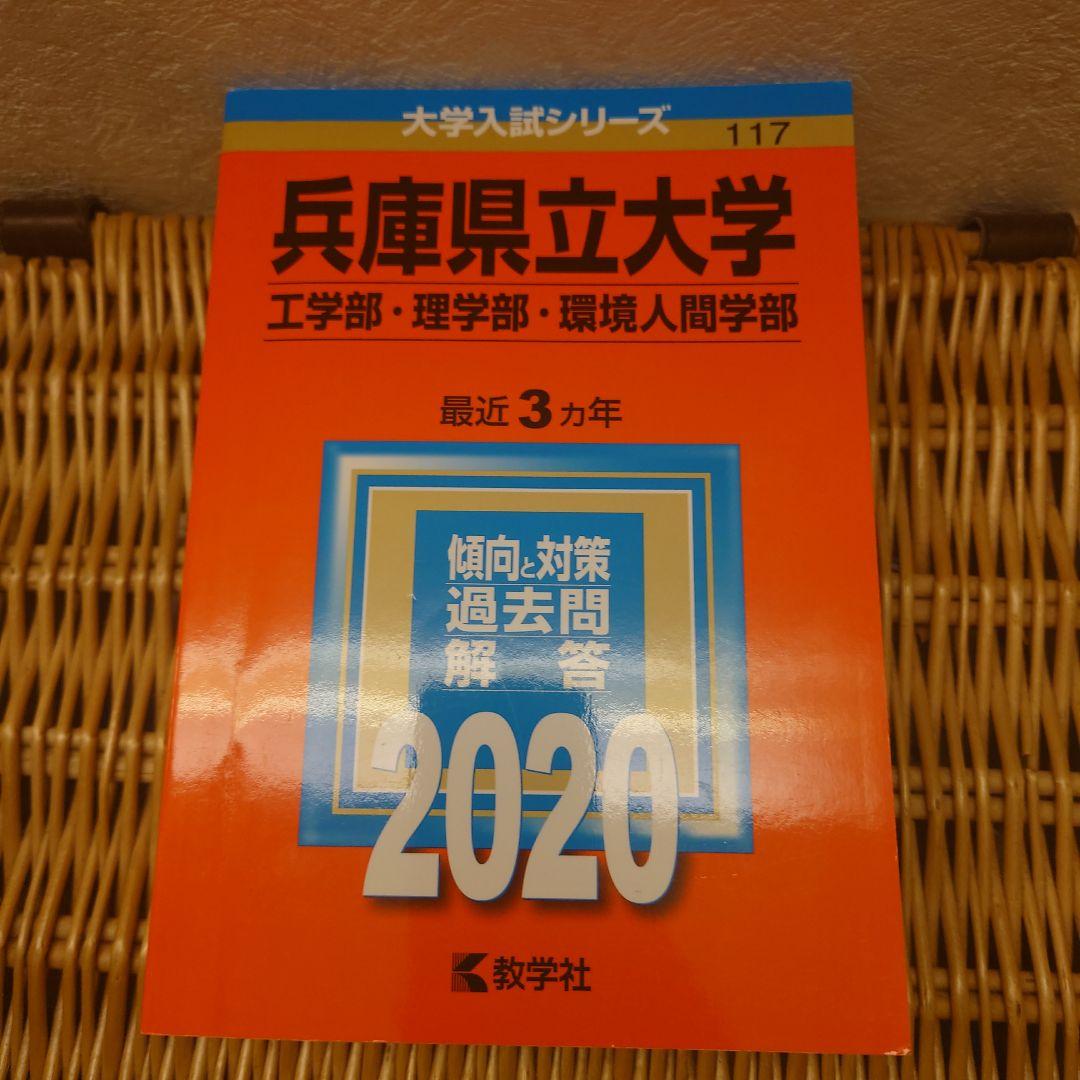 大学入試シリーズ
117
兵庫県立大学
工学部・理学部・環境人間学部
最近3カ年
傾向と対策
過去問
解答
2020
教学社